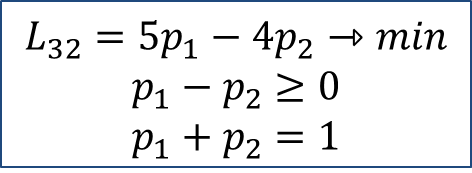 L₃₂ = 5p₁ − 4p₂ → min
p₁ − p₂ ≥ 0
p₁ + p₂ = 1